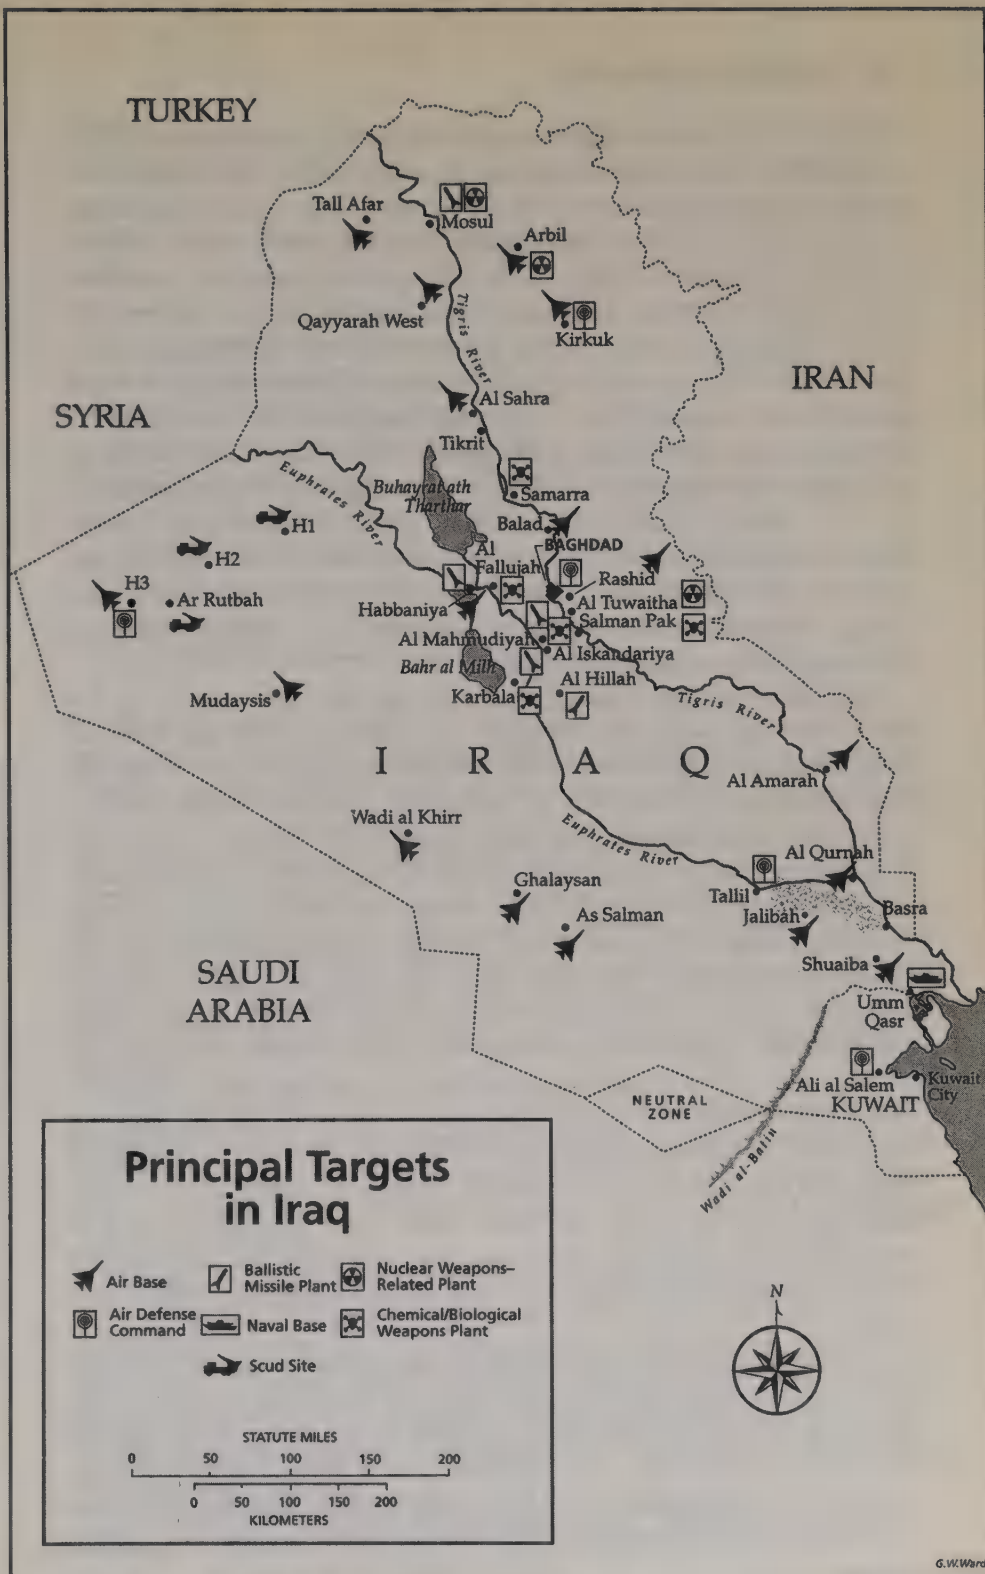 TURKEY
Tall Afar
Mosul
Arbil
Qayyarah West
Tigris River
Kirkuk
IRAN
SYRIA
Al Sahra
Tikrit
Euphrates River
Buhayrat ath
Tharthar
Samarra
Balad
H1
BAGHDAD
Al
Fallujah
H2
Rashid
H3
Ar Rutbah
Habbaniya
Al Tuwaitha
Salman Pak
Al Mahmudiyah
Al Iskandariya
Bahr al Milh
Mudaysis
Karbala
Al Hillah
Tigris River
I R A Q
Al Amarah
Wadi al Khirr
Euphrates River
Al Qurnah
Ghalaysan
Tallil
As Salman
Jalibah
Basra
Shuaiba
SAUDI
ARABIA
Umm
Qasr
Ali al Salem
Kuwait
City
KUWAIT
NEUTRAL
ZONE
Wadi al-Batin
Principal Targets
in Iraq
Air Base
Ballistic
Missile Plant
Nuclear Weapons–
Related Plant
Air Defense
Command
Naval Base
Chemical/Biological
Weapons Plant
Scud Site
N
STATUTE MILES
0 50 100 150 200
0 50 100 150 200
KILOMETERS
G.W.Ward